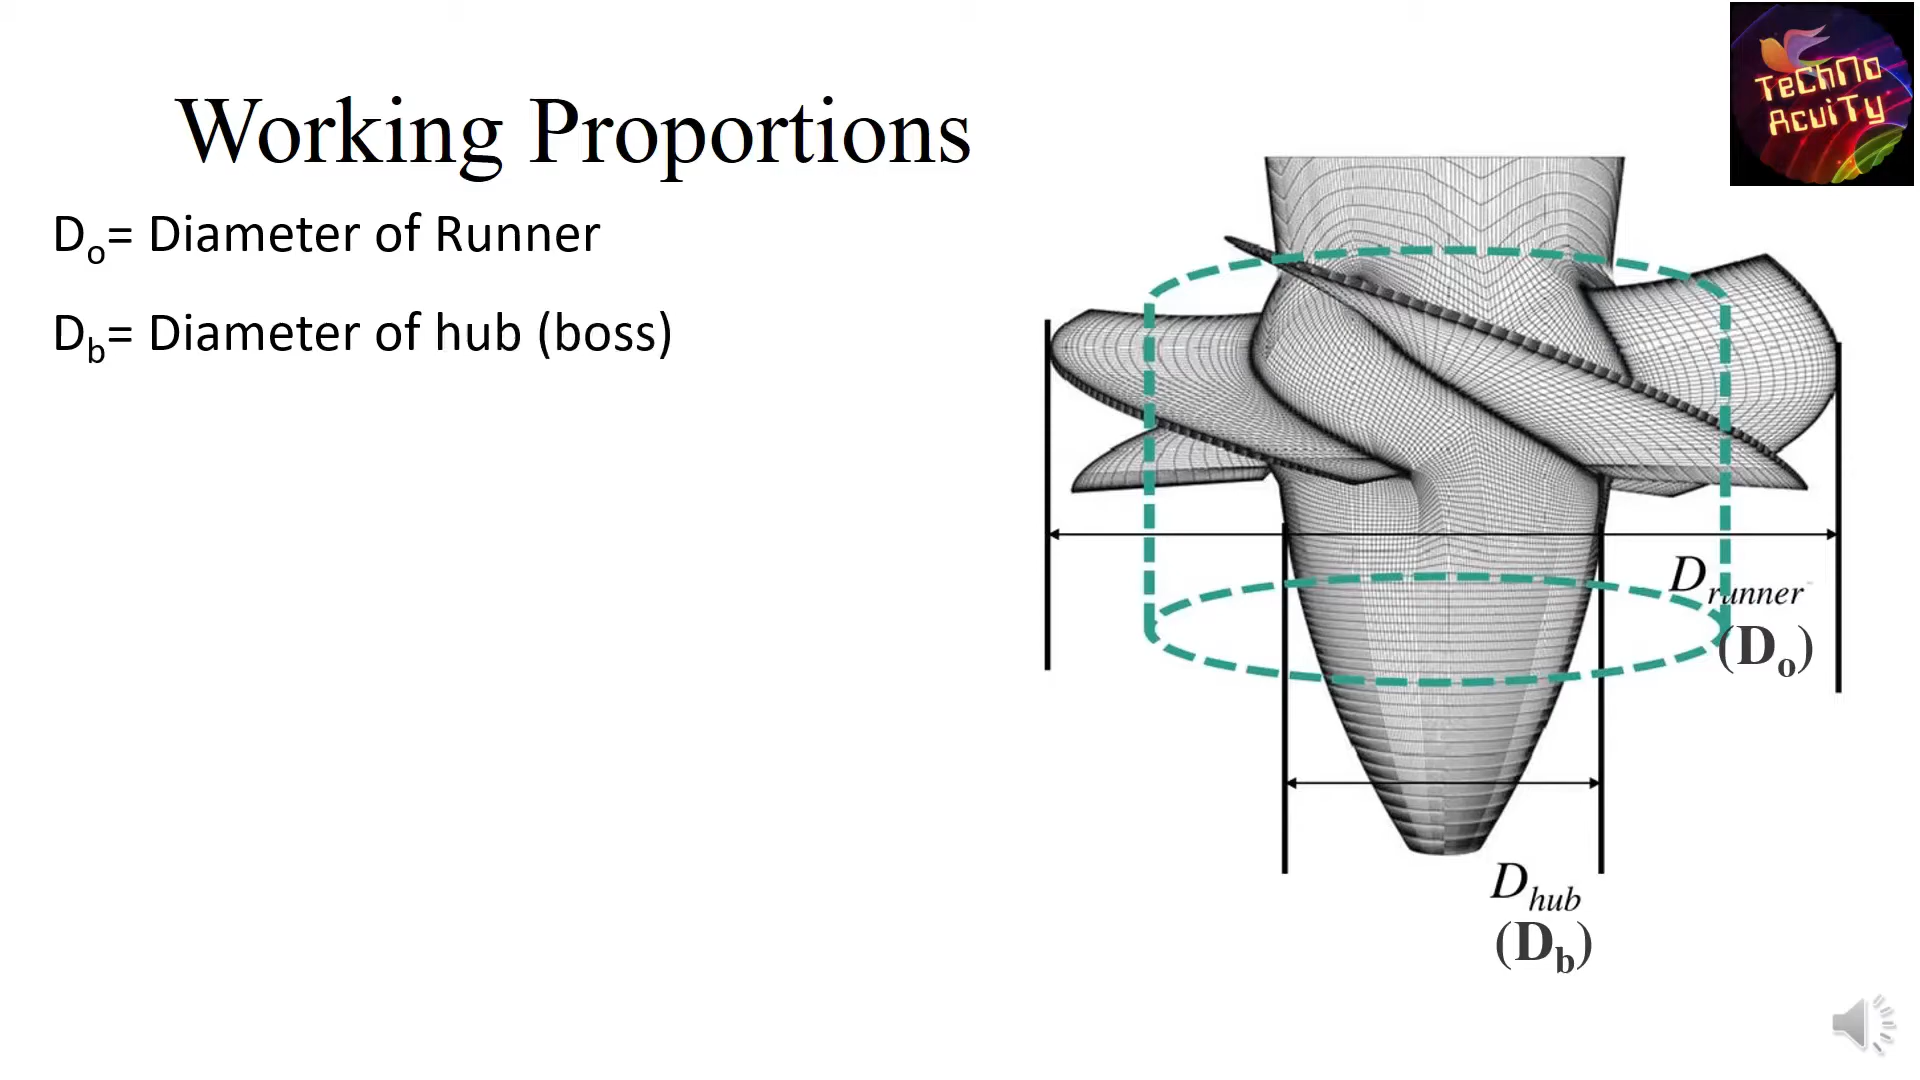 TeChNo
AcuiTy
Working Proportions
Do= Diameter of Runner
Db= Diameter of hub (boss)
Drunner
(Do)
Dhub
(Db)